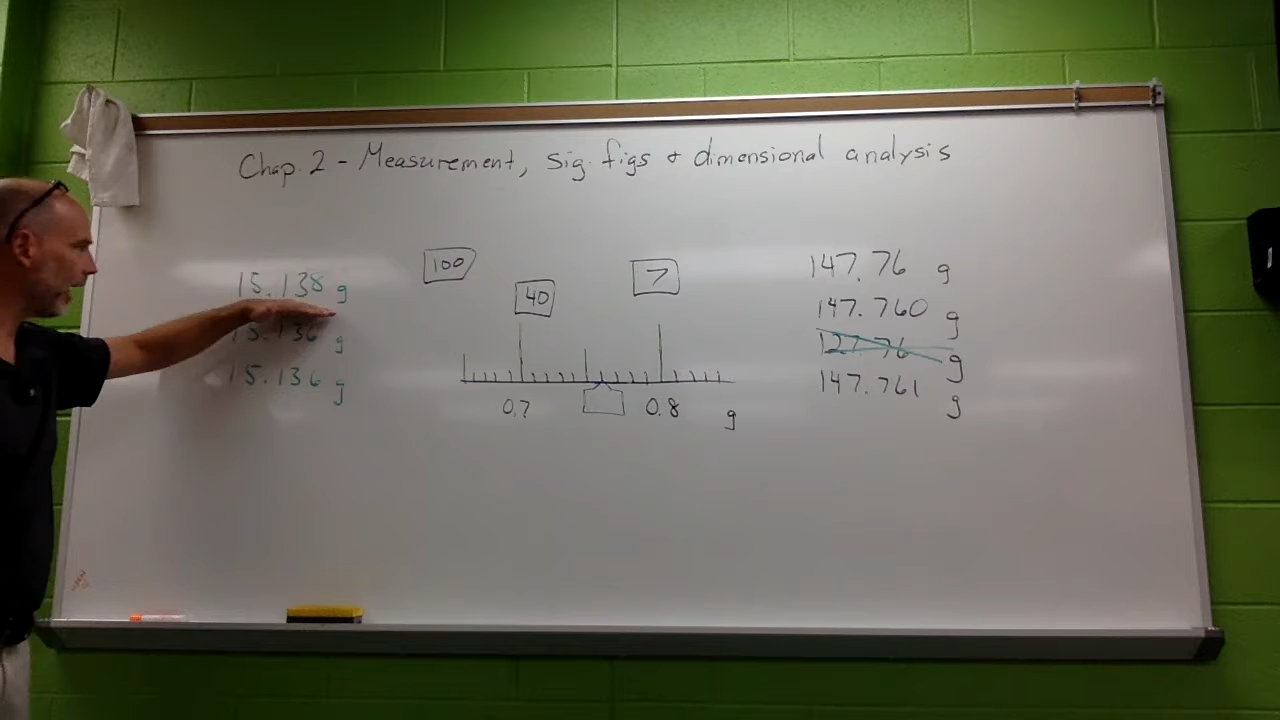 Chap. 2 - Measurement, sig. figs + dimensional analysis
15.138 g
15.136 g
15.136 g
100
40
7
0.7
0.8
g
147.76 g
147.760 g
127.76 g
147.761 g